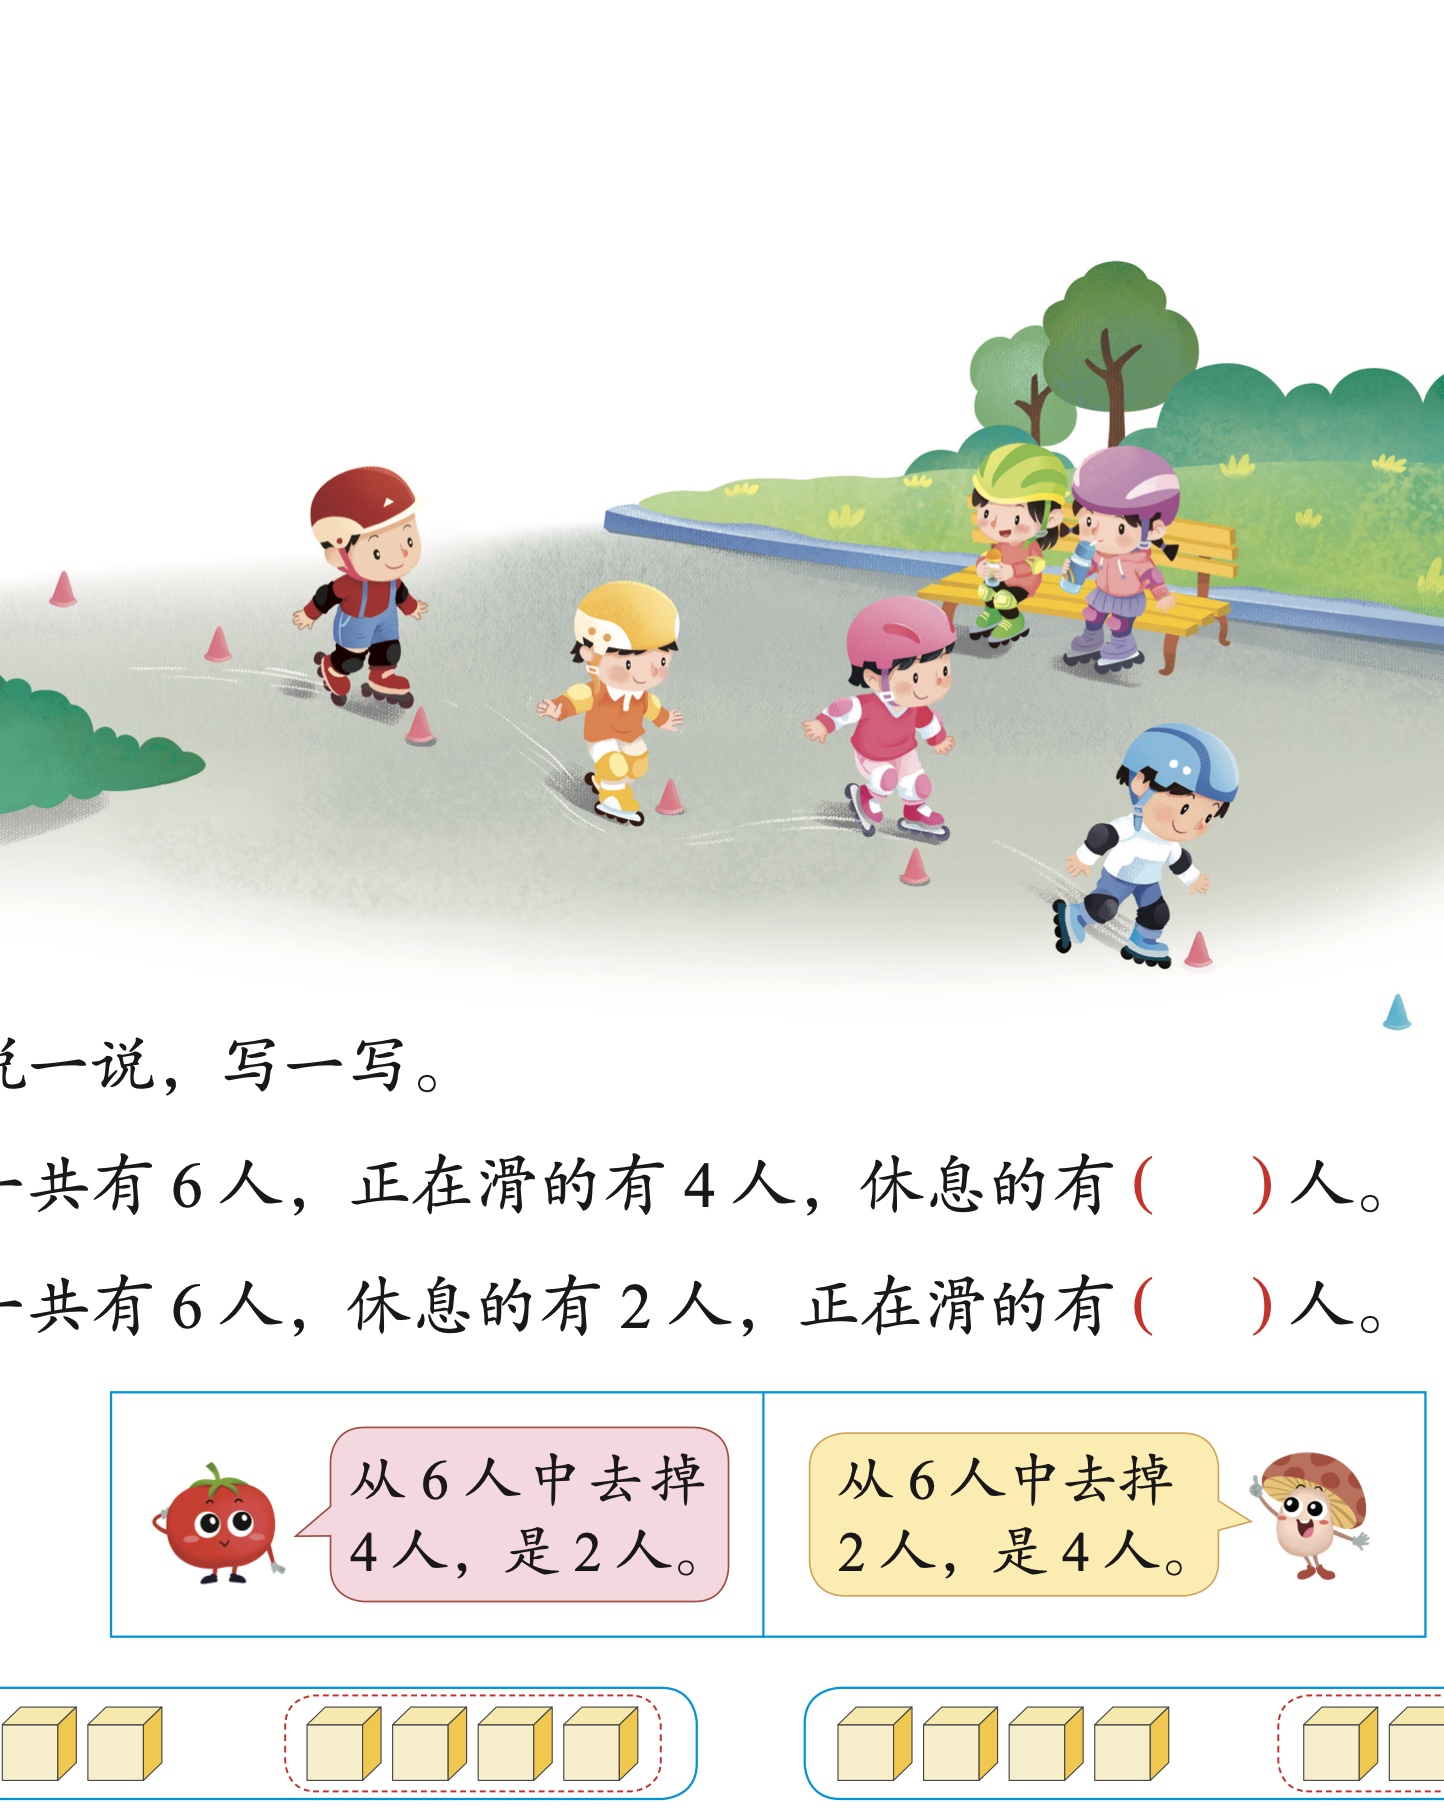 说一说，写一写。
一共有6人，正在滑的有4人，休息的有(  )人。
一共有6人，休息的有2人，正在滑的有(  )人。
从6人中去掉
4人，是2人。
从6人中去掉
2人，是4人。